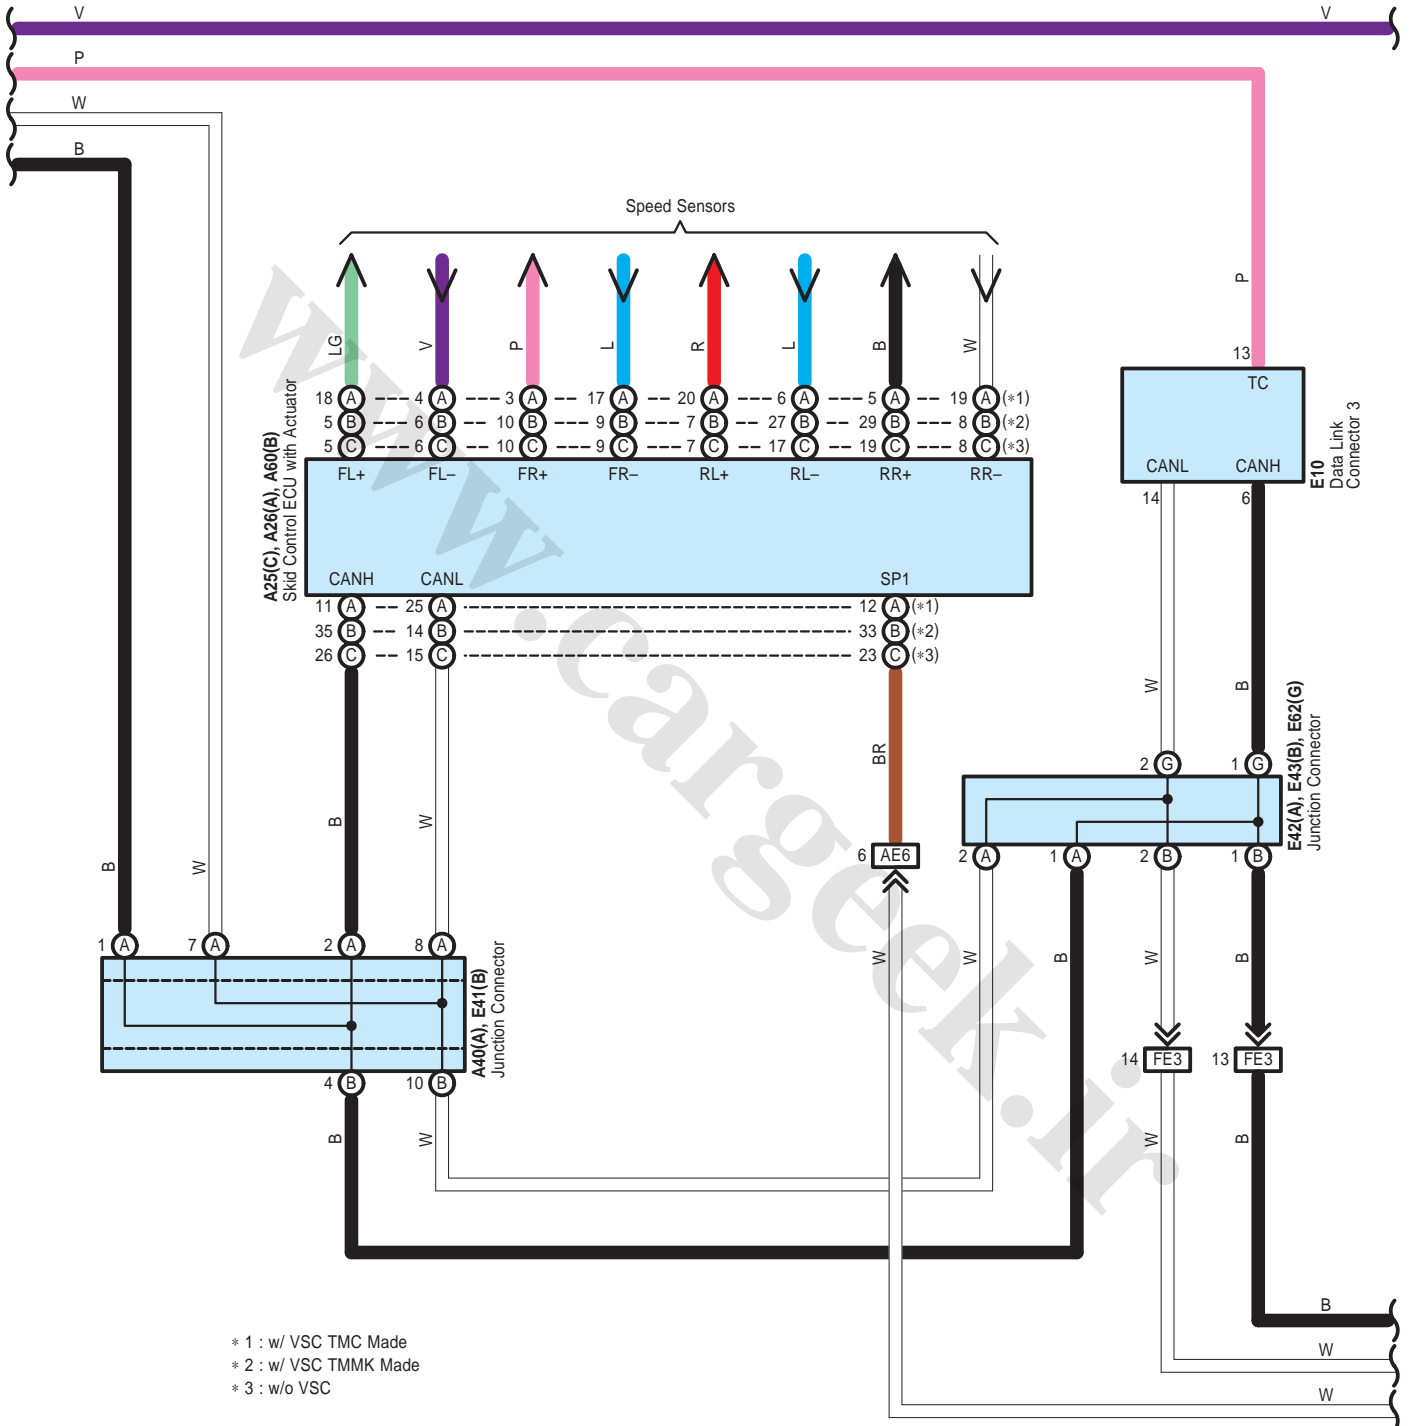 V V
P
W
B
Speed Sensors
LG V P L R L B W P
18 A 4 A 3 A 17 A 20 A 6 A 5 A 19 A (*1)
5 B 6 B 10 B 9 B 7 B 27 B 29 B 8 B (*2)
5 C 6 C 10 C 9 C 7 C 17 C 19 C 8 C (*3)
FL+ FL– FR+ FR– RL+ RL– RR+ RR–
A25(C), A26(A), A60(B)
Skid Control ECU with Actuator
CANH CANL SP1
11 A 25 A 12 A (*1)
35 B 14 B 33 B (*2)
26 C 15 C 23 C (*3)
13
TC
CANL CANH
14 6
E10
Data Link
Connector 3
W B
BR
B W
2 G 1 G
E42(A), E43(B), E62(G)
Junction Connector
6 AE6 2 A 1 A 2 B 1 B
B W
1 A 7 A 2 A 8 A
W W B W B
A40(A), E41(B)
Junction Connector
14 FE3 13 FE3
4 B 10 B
B W W B
B
W
W
* 1 : w/ VSC TMC Made
* 2 : w/ VSC TMMK Made
* 3 : w/o VSC
www.cargeek.ir